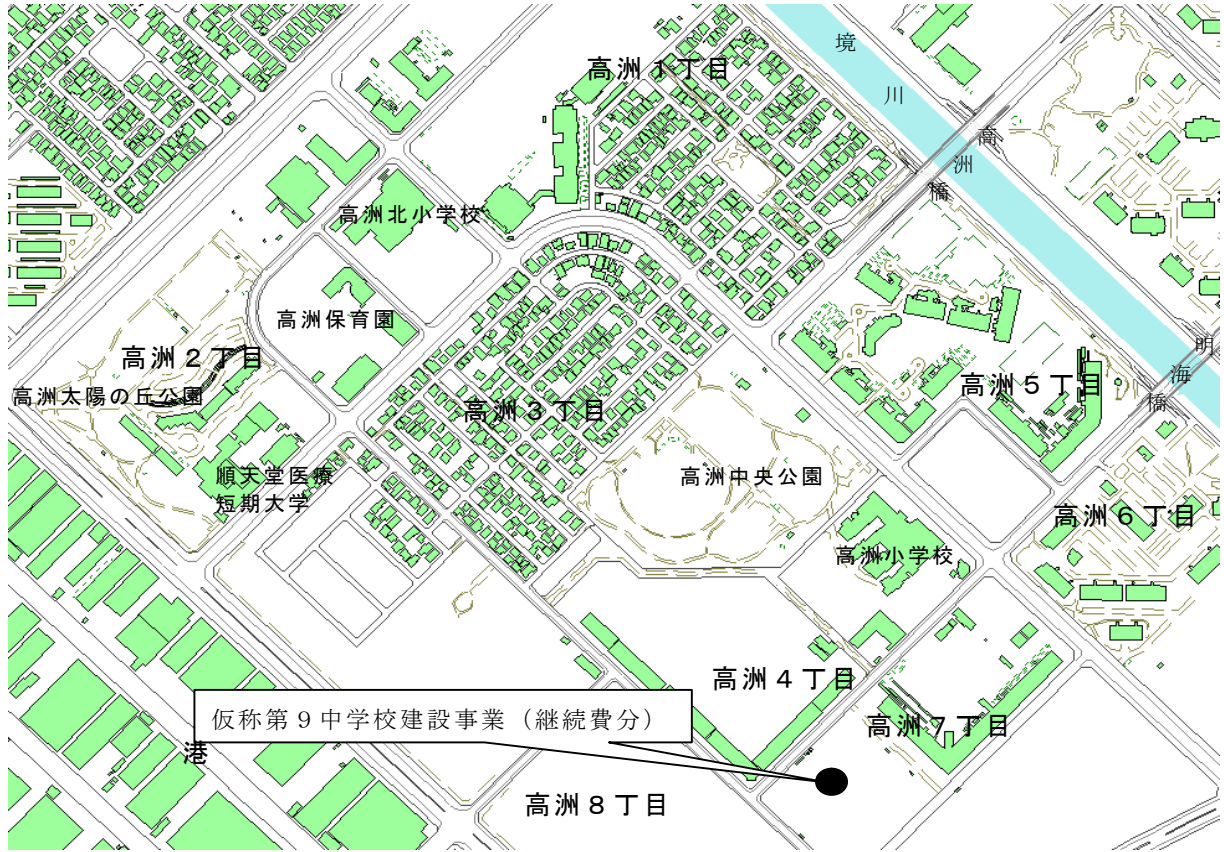 境川
高洲１丁目
高洲橋
高洲北小学校
高洲保育園
明海橋
高洲２丁目
高洲太陽の丘公園
高洲３丁目
高洲５丁目
順天堂医療
短期大学
高洲中央公園
高洲６丁目
高洲小学校
高洲４丁目
仮称第９中学校建設事業（継続費分）
高洲７丁目
港
高洲８丁目